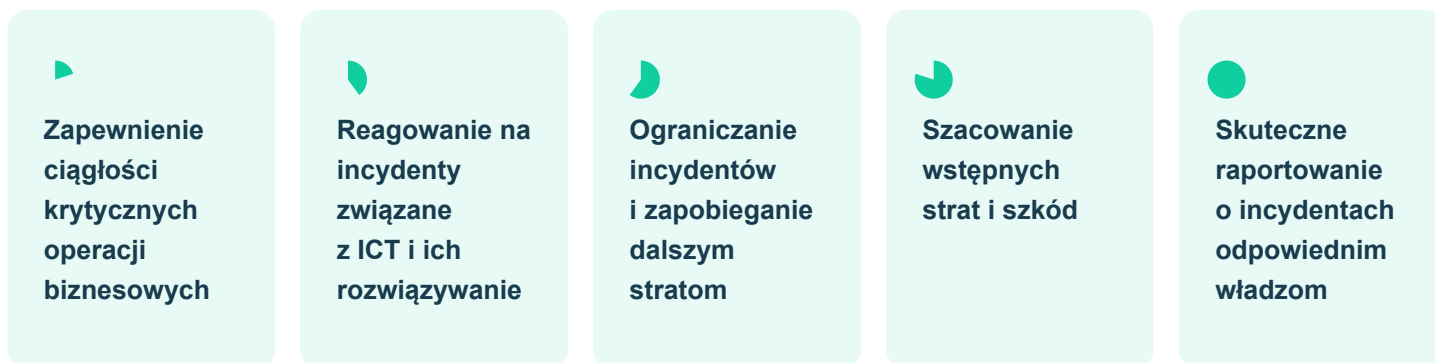 Zapewnienie
ciągłości
krytycznych
operacji
biznesowych
Reagowanie na
incydenty
związane
z ICT i ich
rozwiązywanie
Ograniczanie
incydentów
i zapobieganie
dalszym
stratom
Szacowanie
wstępnych
strat i szkód
Skuteczne
raportowanie
o incydentach
odpowiednim
władzom